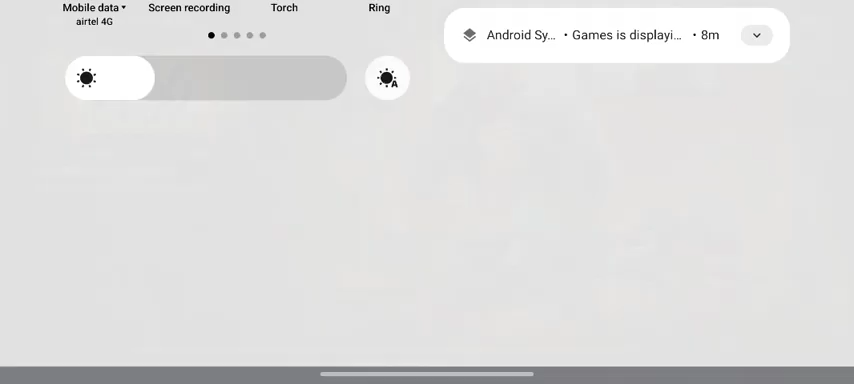 Mobile data
airtel 4G
Screen recording
Torch
Ring
A
Android Sy... • Games is displayi... • 8m